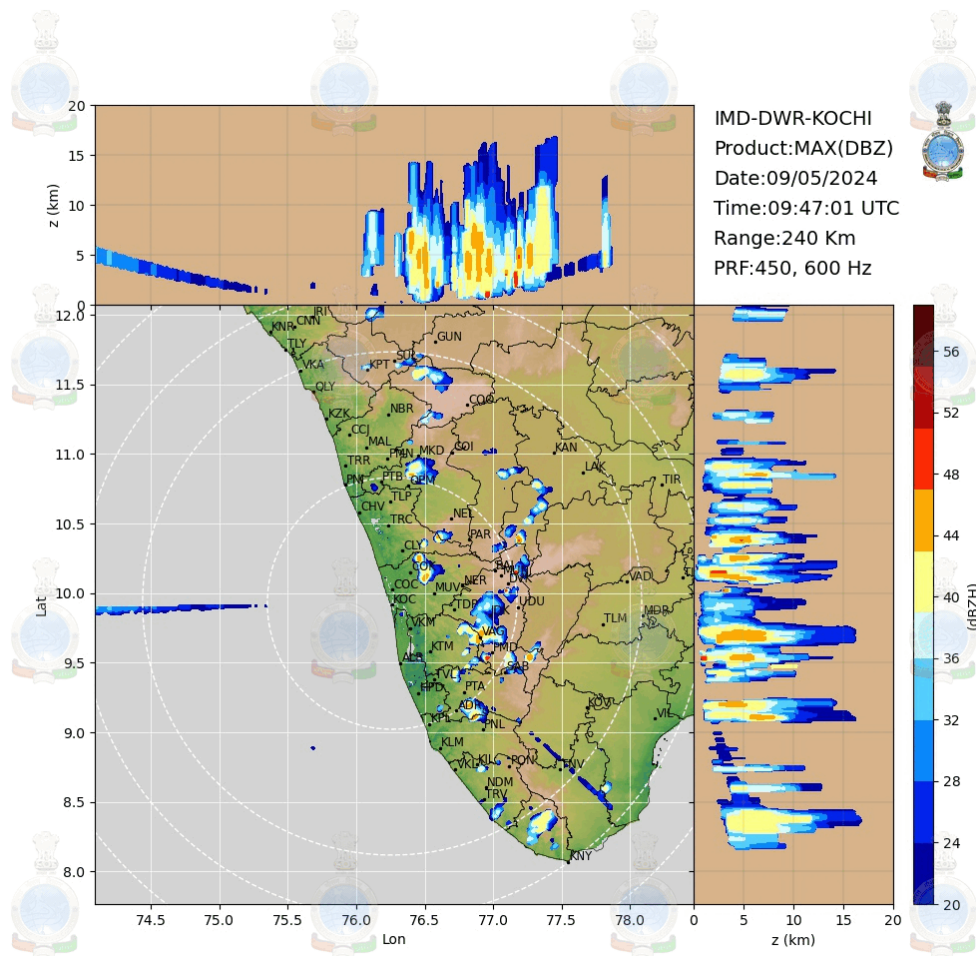 IMD-DWR-KOCHI
Product:MAX(DBZ)
Date:09/05/2024
Time:09:47:01 UTC
Range:240 Km
PRF:450, 600 Hz
20
15
10
5
0
z (km)
12.0
11.5
11.0
10.5
10.0
9.5
9.0
8.5
8.0
Lat
IRI
CNN
KNR
TLY
VKA
QLY
GUN
SUL
KPT
COO
NBR
KZK
CCJ
MAL
MKD
COI
KAN
TRR
PMN
LAK
PNI
PTB
TLP
TIR
CHV
TRC
NEL
PAR
CLY
NER
VAD
COC
MUV
KOC
TDP
IDK
UDU
TLM
MDR
VKM
VAG
KTM
PMD
ALP
SAB
TVL
HPD
PTA
KOV
VIL
ADR
KPL
PNL
KLM
KIL
PON
VKL
TNV
NDM
TRV
KNY
74.5 75.0 75.5 76.0 76.5 77.0 77.5 78.0
Lon
0 5 10 15 20
z (km)
56
52
48
44
40
36
32
28
24
20
(dBZH)